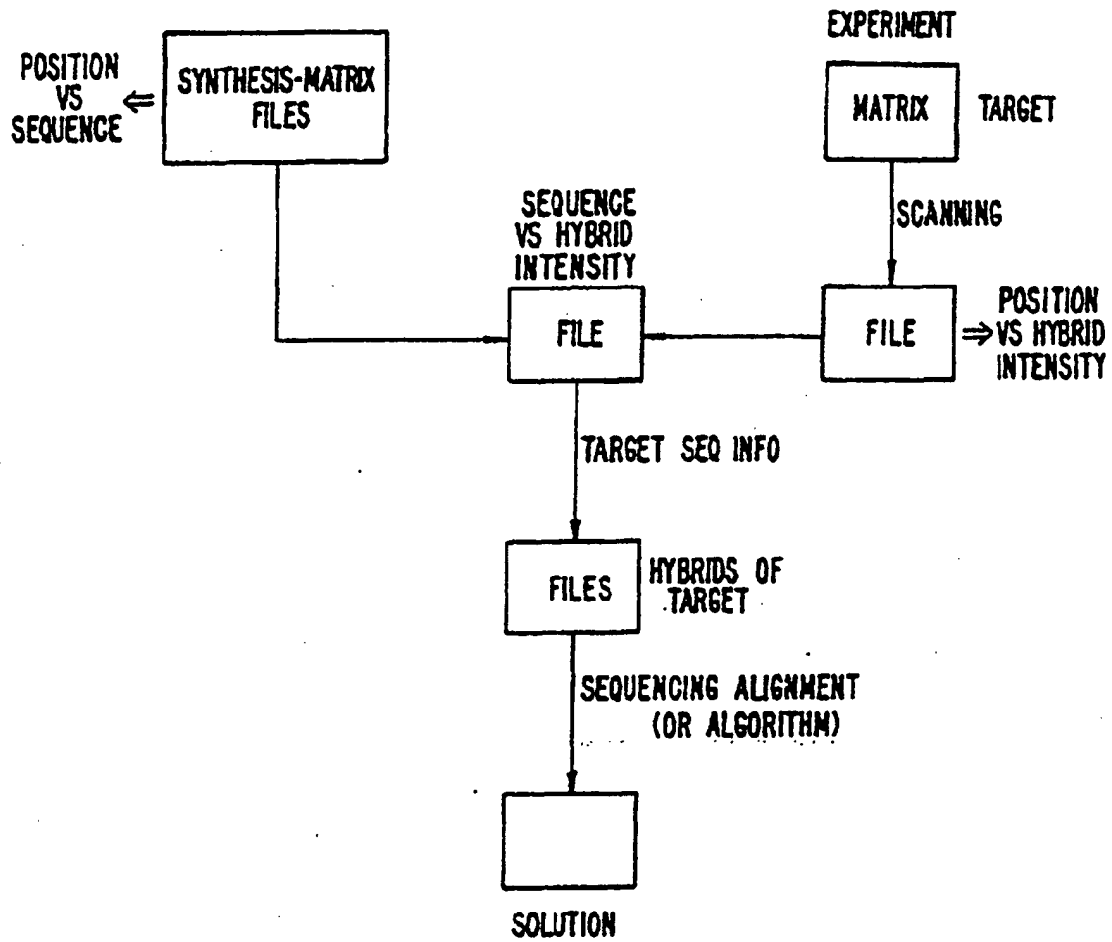 EXPERIMENT
POSITION
VS
SEQUENCE
SYNTHESIS-MATRIX
FILES
MATRIX
TARGET
SCANNING
SEQUENCE
VS HYBRID
INTENSITY
FILE
FILE
POSITION
VS HYBRID
INTENSITY
TARGET SEQ INFO
FILES
HYBRIDS OF
TARGET
SEQUENCING ALIGNMENT
(OR ALGORITHM)
SOLUTION